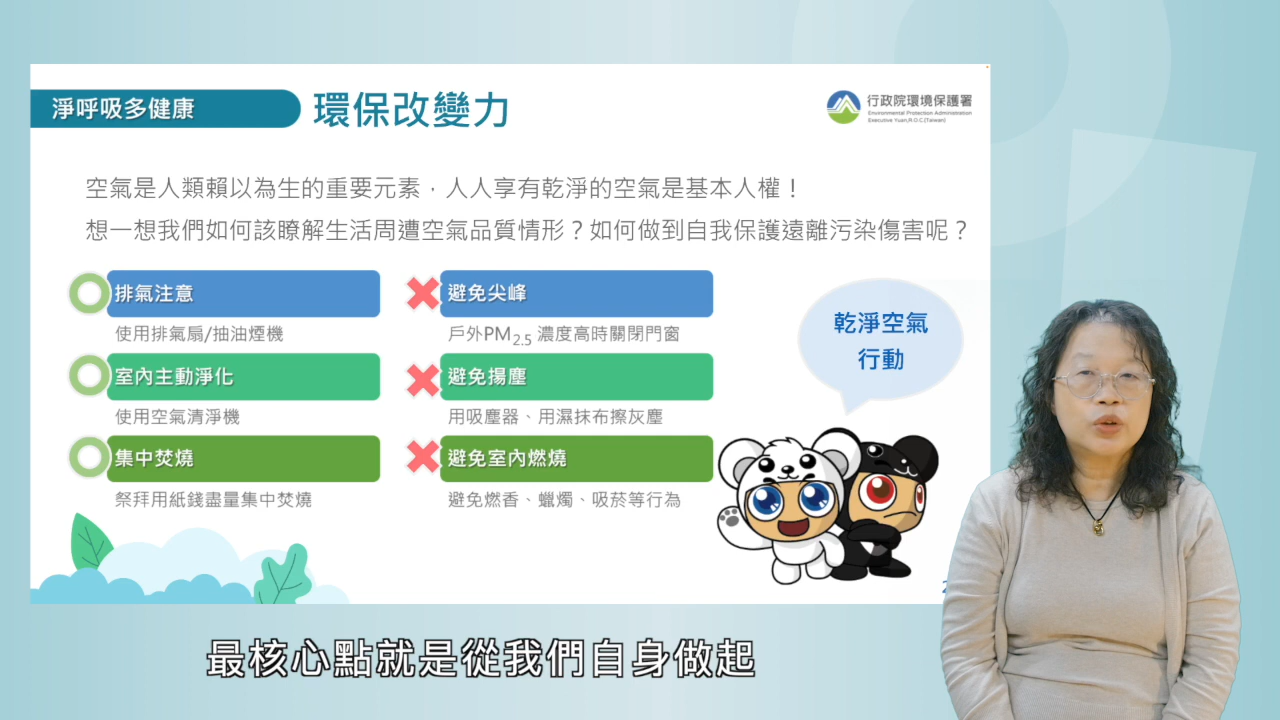 淨呼吸多健康
環保改變力
行政院環境保護署
Environmental Protection Administration
Executive Yuan,R.O.C.(Taiwan)
空氣是人類賴以為生的重要元素，人人享有乾淨的空氣是基本人權！
想一想我們如何該瞭解生活周遭空氣品質情形？如何做到自我保護遠離污染傷害呢？
排氣注意
使用排氣扇/抽油煙機
室內主動淨化
使用空氣清淨機
集中焚燒
祭拜用紙錢盡量集中焚燒
避免尖峰
戶外PM2.5 濃度高時關閉門窗
避免揚塵
用吸塵器、用濕抹布擦灰塵
避免室內燃燒
避免燃香、蠟燭、吸菸等行為
乾淨空氣
行動
最核心點就是從我們自身做起